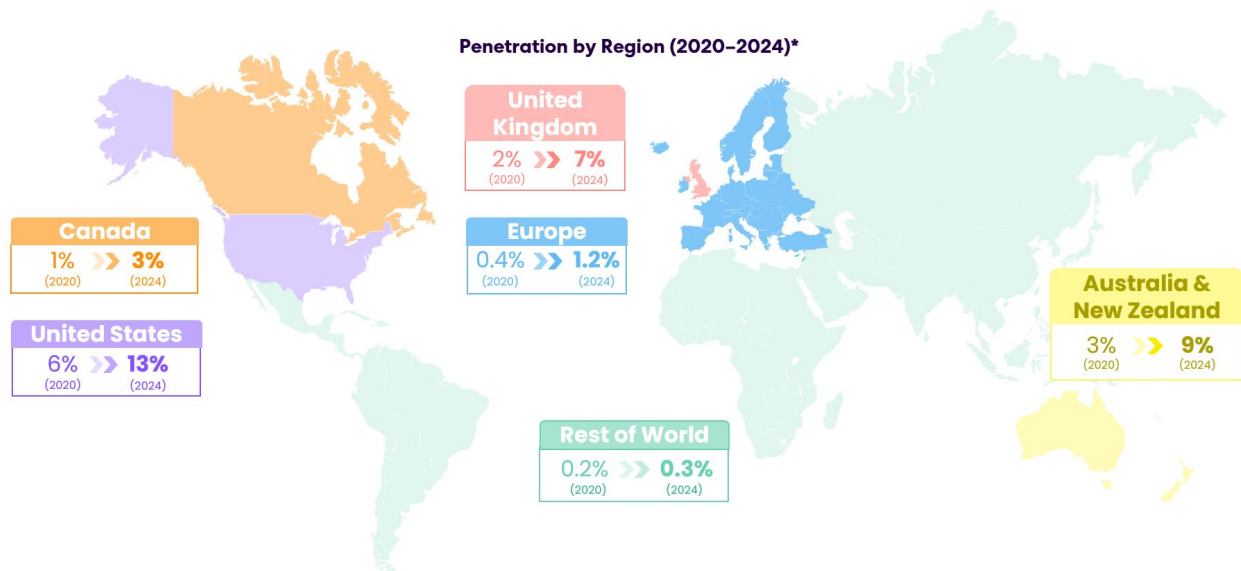 Penetration by Region (2020–2024)*
United
Kingdom
2% 7%
(2020) (2024)
Canada
1% 3%
(2020) (2024)
Europe
0.4% 1.2%
(2020) (2024)
Australia &
New Zealand
3% 9%
(2020) (2024)
United States
6% 13%
(2020) (2024)
Rest of World
0.2% 0.3%
(2020) (2024)